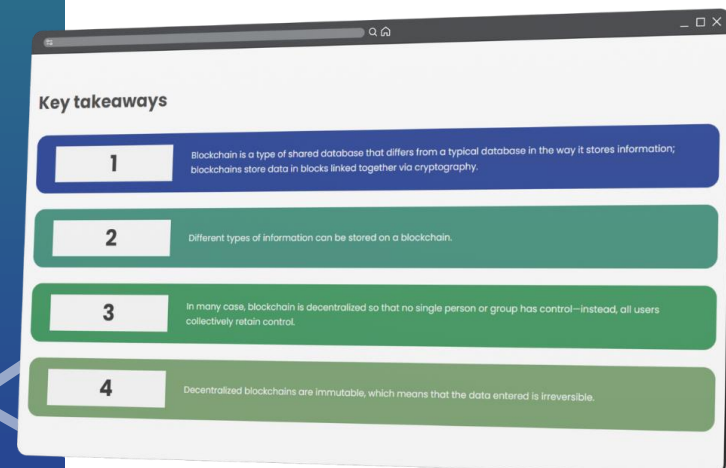 Key takeaways
1
Blockchain is a type of shared database that differs from a typical database in the way it stores information;
blockchains store data in blocks linked together via cryptography.
2
Different types of information can be stored on a blockchain.
3
In many case, blockchain is decentralized so that no single person or group has control—instead, all users
collectively retain control.
4
Decentralized blockchains are immutable, which means that the data entered is irreversible.